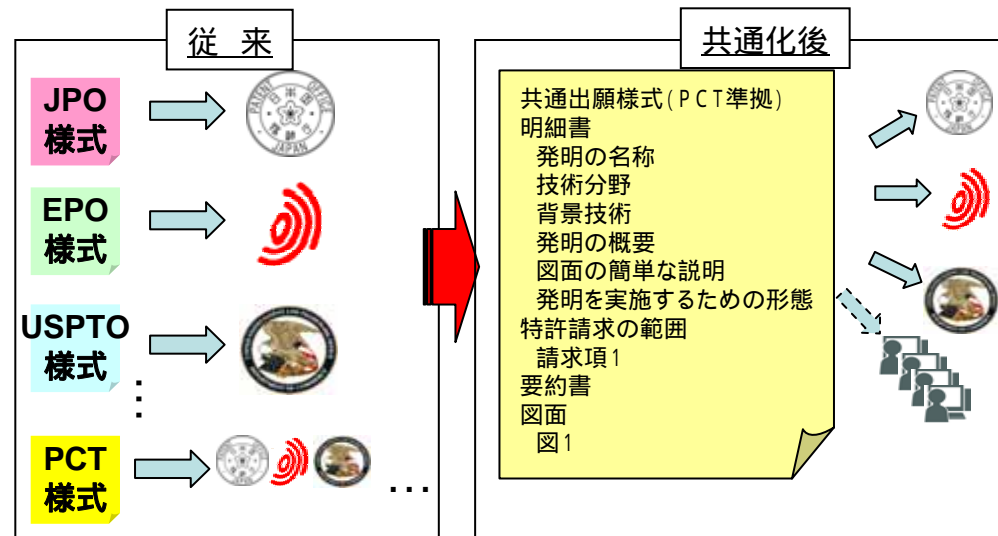 従 来
JPO
様式
EPO
様式
USPTO
様式
⋮
PCT
様式
…
共通化後
共通出願様式(PCT準拠)
明細書
発明の名称
技術分野
背景技術
発明の概要
図面の簡単な説明
発明を実施するための形態
特許請求の範囲
請求項1
要約書
図面
図1
PATENT OFFICE
JAPAN